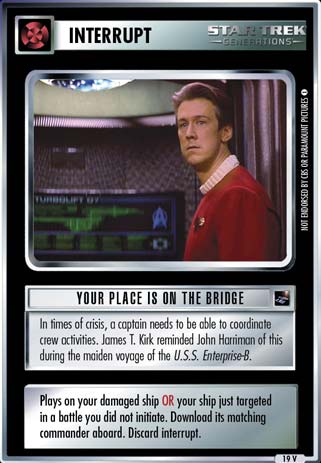 INTERRUPT
STAR TREK
GENERATIONS
TURBOLIFT 07
NOT ENDORSED BY CBS OR PARAMOUNT PICTURES
YOUR PLACE IS ON THE BRIDGE
In times of crisis, a captain needs to be able to coordinate
crew activities. James T. Kirk reminded John Harriman of
this during the maiden voyage of the U.S.S. Enterprise-B.
Plays on your damaged ship OR your ship just targeted
in a battle you did not initiate. Download its matching
commander aboard. Discard interrupt.
19 V